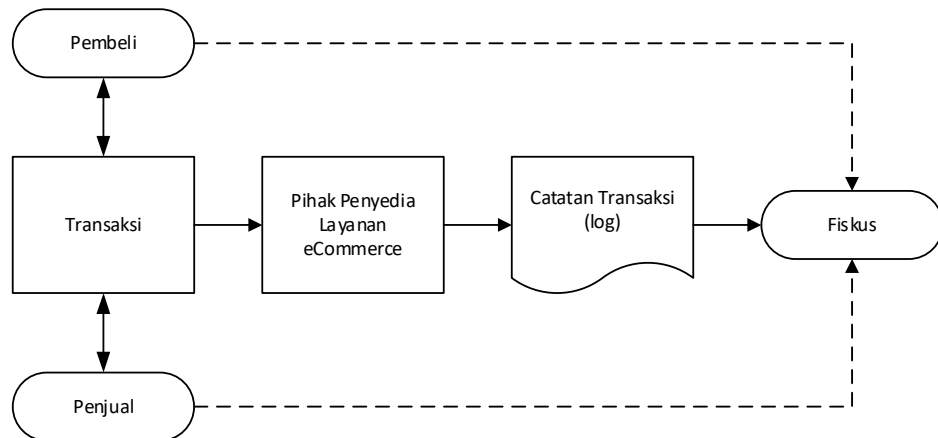 Pembeli
Transaksi
Pihak Penyedia
Layanan
eCommerce
Catatan Transaksi
(log)
Fiskus
Penjual